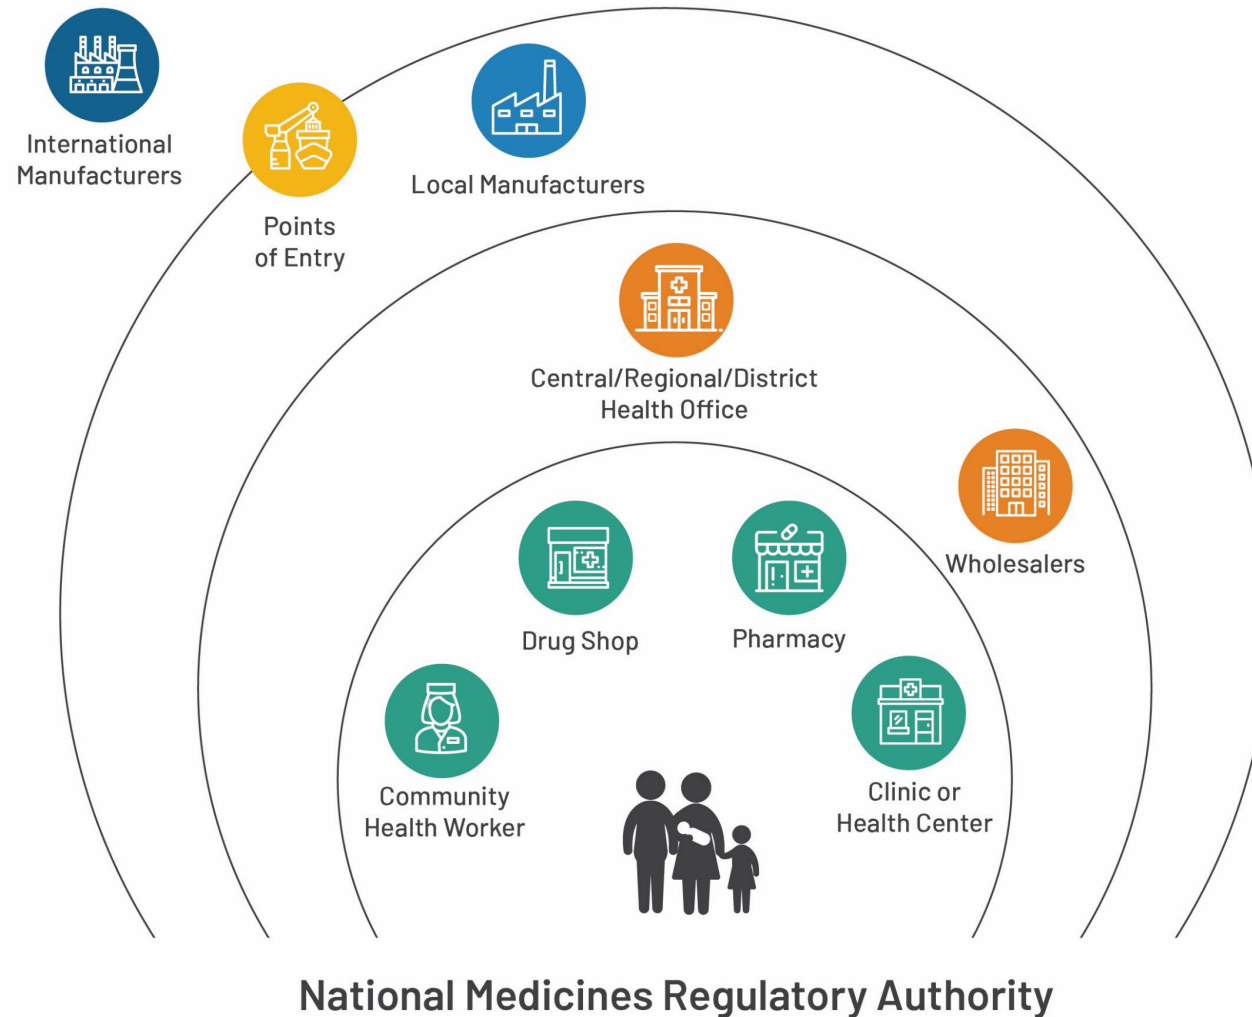 International
Manufacturers
Points
of Entry
Local Manufacturers
Central/Regional/District
Health Office
Wholesalers
Drug Shop
Pharmacy
Community
Health Worker
Clinic or
Health Center
National Medicines Regulatory Authority